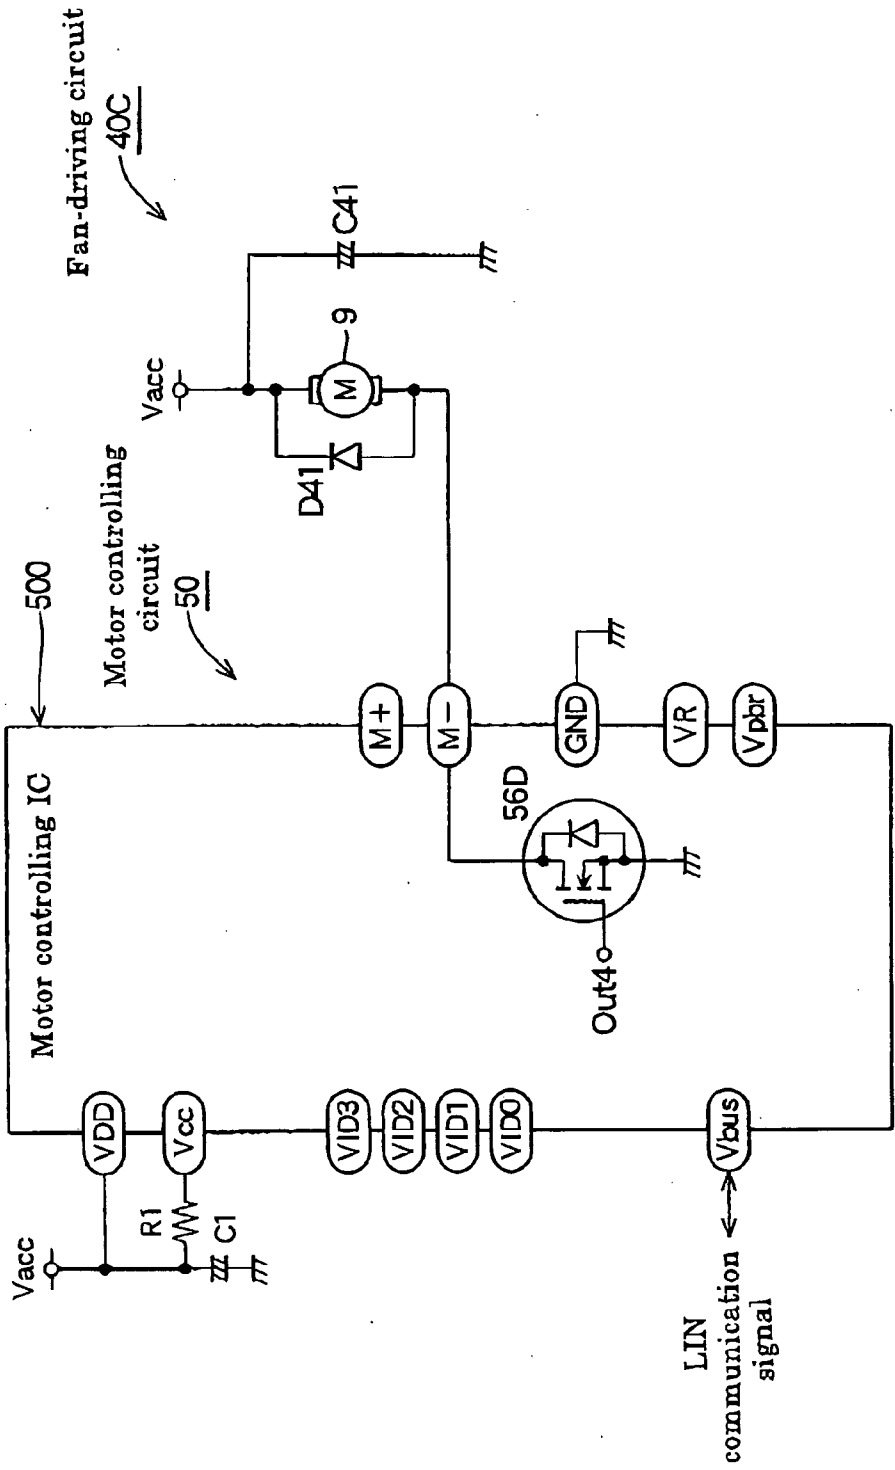 Fan-driving circuit
40C
Motor controlling
circuit
50
500
Motor controlling IC
Vacc
R1
C1
VDD
Vcc
VID3
VID2
VID1
VID0
Vbus
LIN
communication
signal
Out4
56D
M+
M−
GND
VR
Vpbr
Vacc
D41
M
9
C41